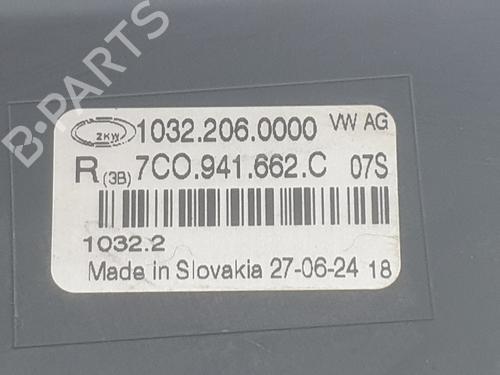 B-PARTS
ZKW 1032.206.0000 VW AG
R (3B) 7C0.941.662.C 07S
1032.2
Made in Slovakia 27-06-24 18